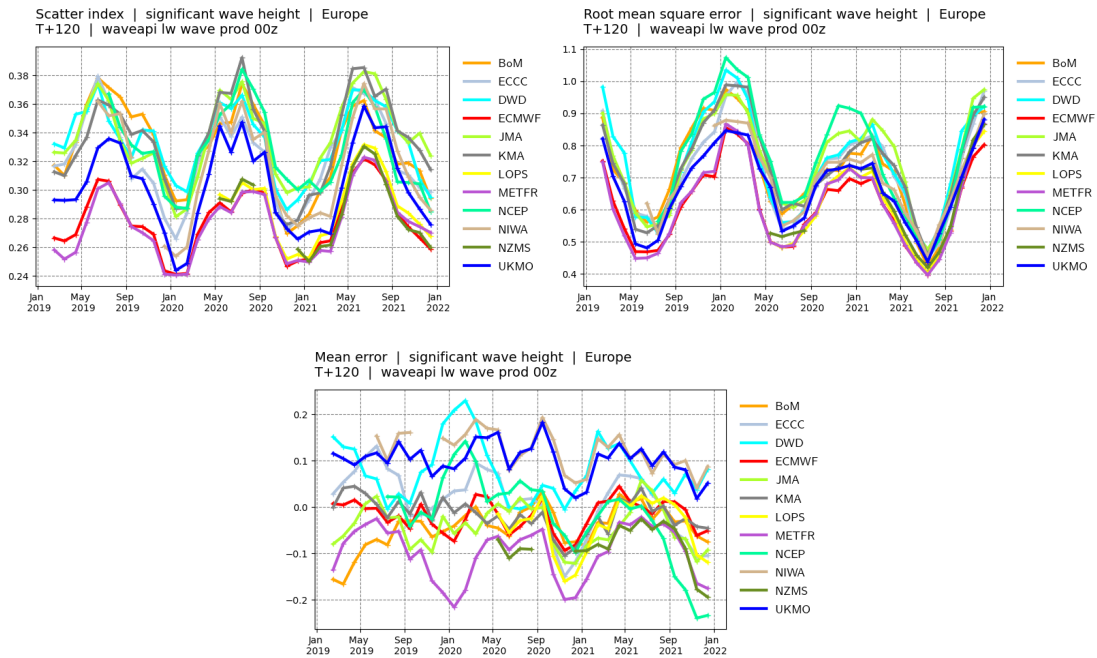 Scatter index | significant wave height | Europe
T+120 | waveapi lw wave prod 00z
0.38
0.36
0.34
0.32
0.30
0.28
0.26
0.24
Jan 2019
May 2019
Sep 2019
Jan 2020
May 2020
Sep 2020
Jan 2021
May 2021
Sep 2021
Jan 2022
BoM
ECCC
DWD
ECMWF
JMA
KMA
LOPS
METFR
NCEP
NIWA
NZMS
UKMO
Root mean square error | significant wave height | Europe
T+120 | waveapi lw wave prod 00z
1.1
1.0
0.9
0.8
0.7
0.6
0.5
0.4
Jan 2019
May 2019
Sep 2019
Jan 2020
May 2020
Sep 2020
Jan 2021
May 2021
Sep 2021
Jan 2022
BoM
ECCC
DWD
ECMWF
JMA
KMA
LOPS
METFR
NCEP
NIWA
NZMS
UKMO
Mean error | significant wave height | Europe
T+120 | waveapi lw wave prod 00z
0.2
0.1
0.0
−0.1
−0.2
Jan 2019
May 2019
Sep 2019
Jan 2020
May 2020
Sep 2020
Jan 2021
May 2021
Sep 2021
Jan 2022
BoM
ECCC
DWD
ECMWF
JMA
KMA
LOPS
METFR
NCEP
NIWA
NZMS
UKMO